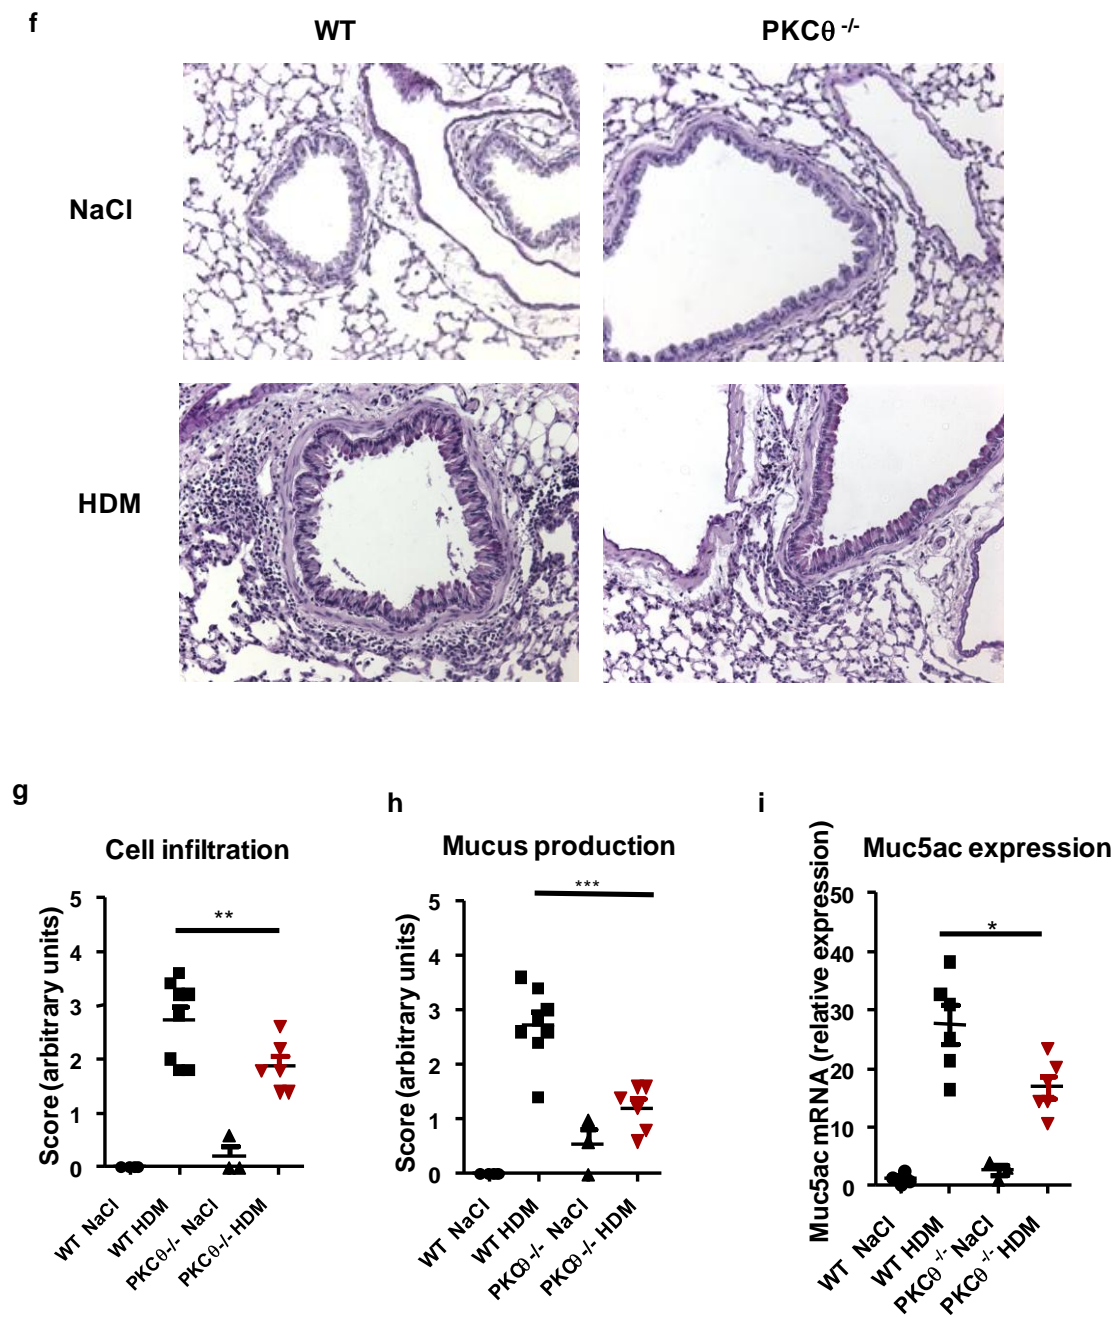 f
WT
PKCθ -/-
NaCl
HDM
g
h
i
Cell infiltration
Mucus production
Muc5ac expression
Score (arbitrary units)
5
4
3
2
1
0
**
WT NaCl
WT HDM
PKCθ-/- NaCl
PKCθ-/- HDM
Score (arbitrary units)
5
4
3
2
1
0
***
WT NaCl
WT HDM
PKCθ-/- NaCl
PKCθ-/- HDM
Muc5ac mRNA (relative expression)
50
40
30
20
10
0
*
WT NaCl
WT HDM
PKCθ -/- NaCl
PKCθ -/- HDM